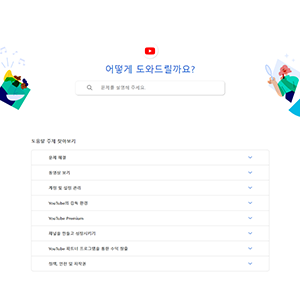 어떻게 도와드릴까요?
문제를 설명해 주세요.
도움말 주제 찾아보기
문제 해결
동영상 보기
계정 및 설정 관리
YouTube의 감독 환경
YouTube Premium
채널을 만들고 성장시키기
YouTube 파트너 프로그램을 통한 수익 창출
정책, 안전 및 저작권